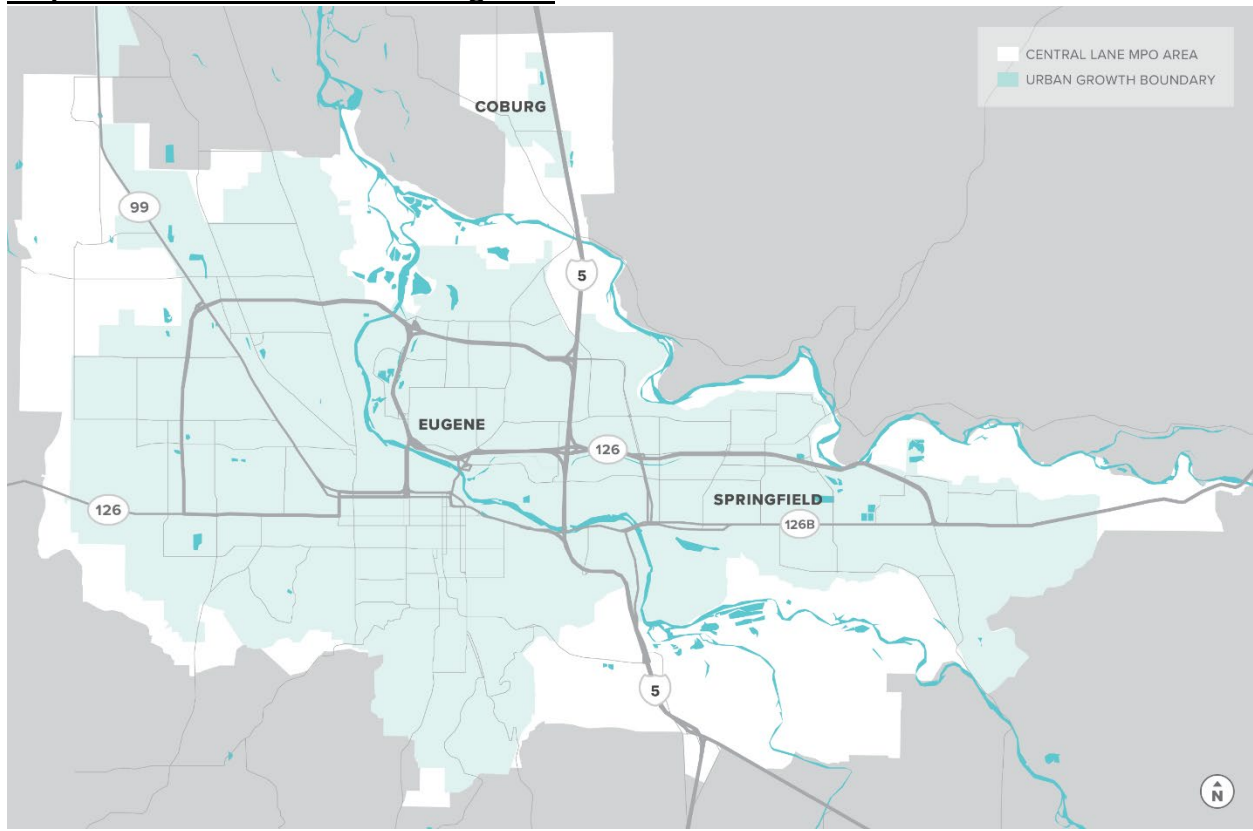 CENTRAL LANE MPO AREA
URBAN GROWTH BOUNDARY
COBURG
99
5
EUGENE
126
SPRINGFIELD
126
126B
5
N